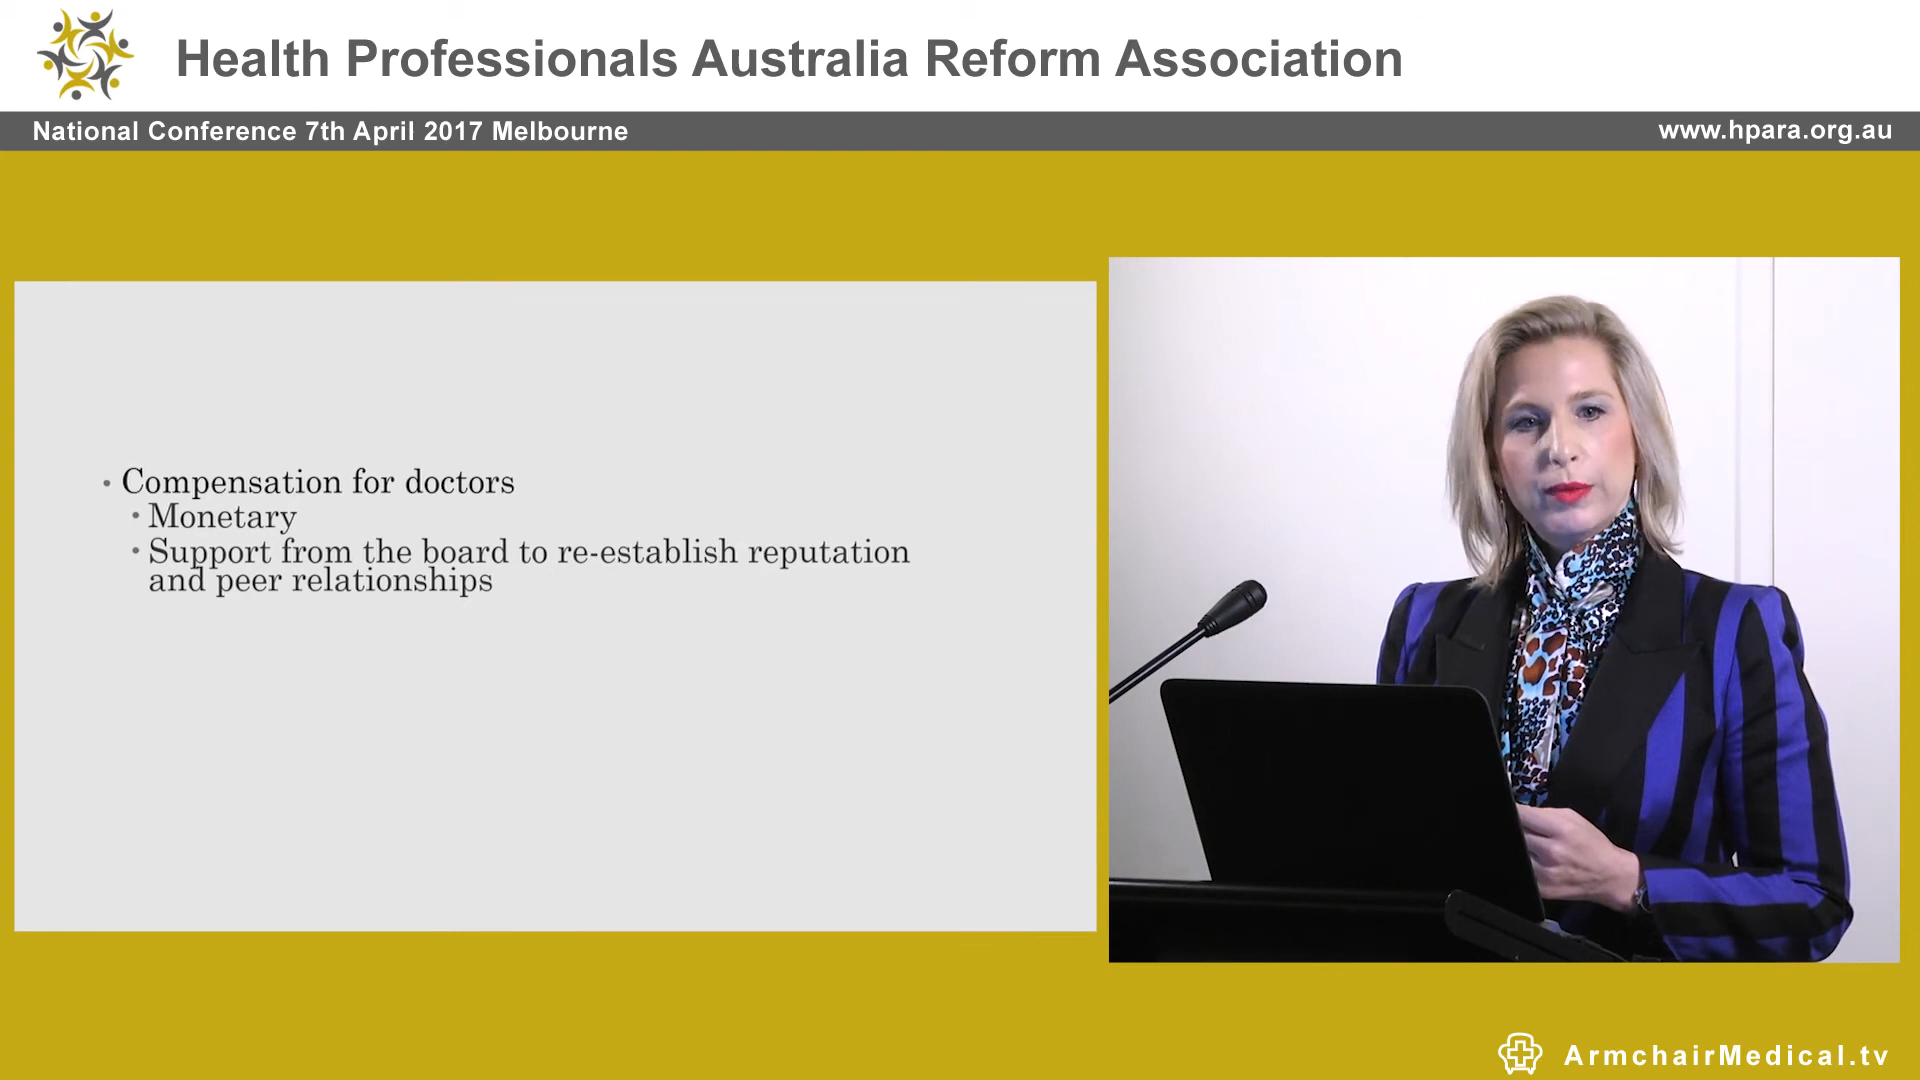 Health Professionals Australia Reform Association
National Conference 7th April 2017 Melbourne
www.hpara.org.au
• Compensation for doctors
• Monetary
• Support from the board to re-establish reputation
and peer relationships
ArmchairMedical.tv